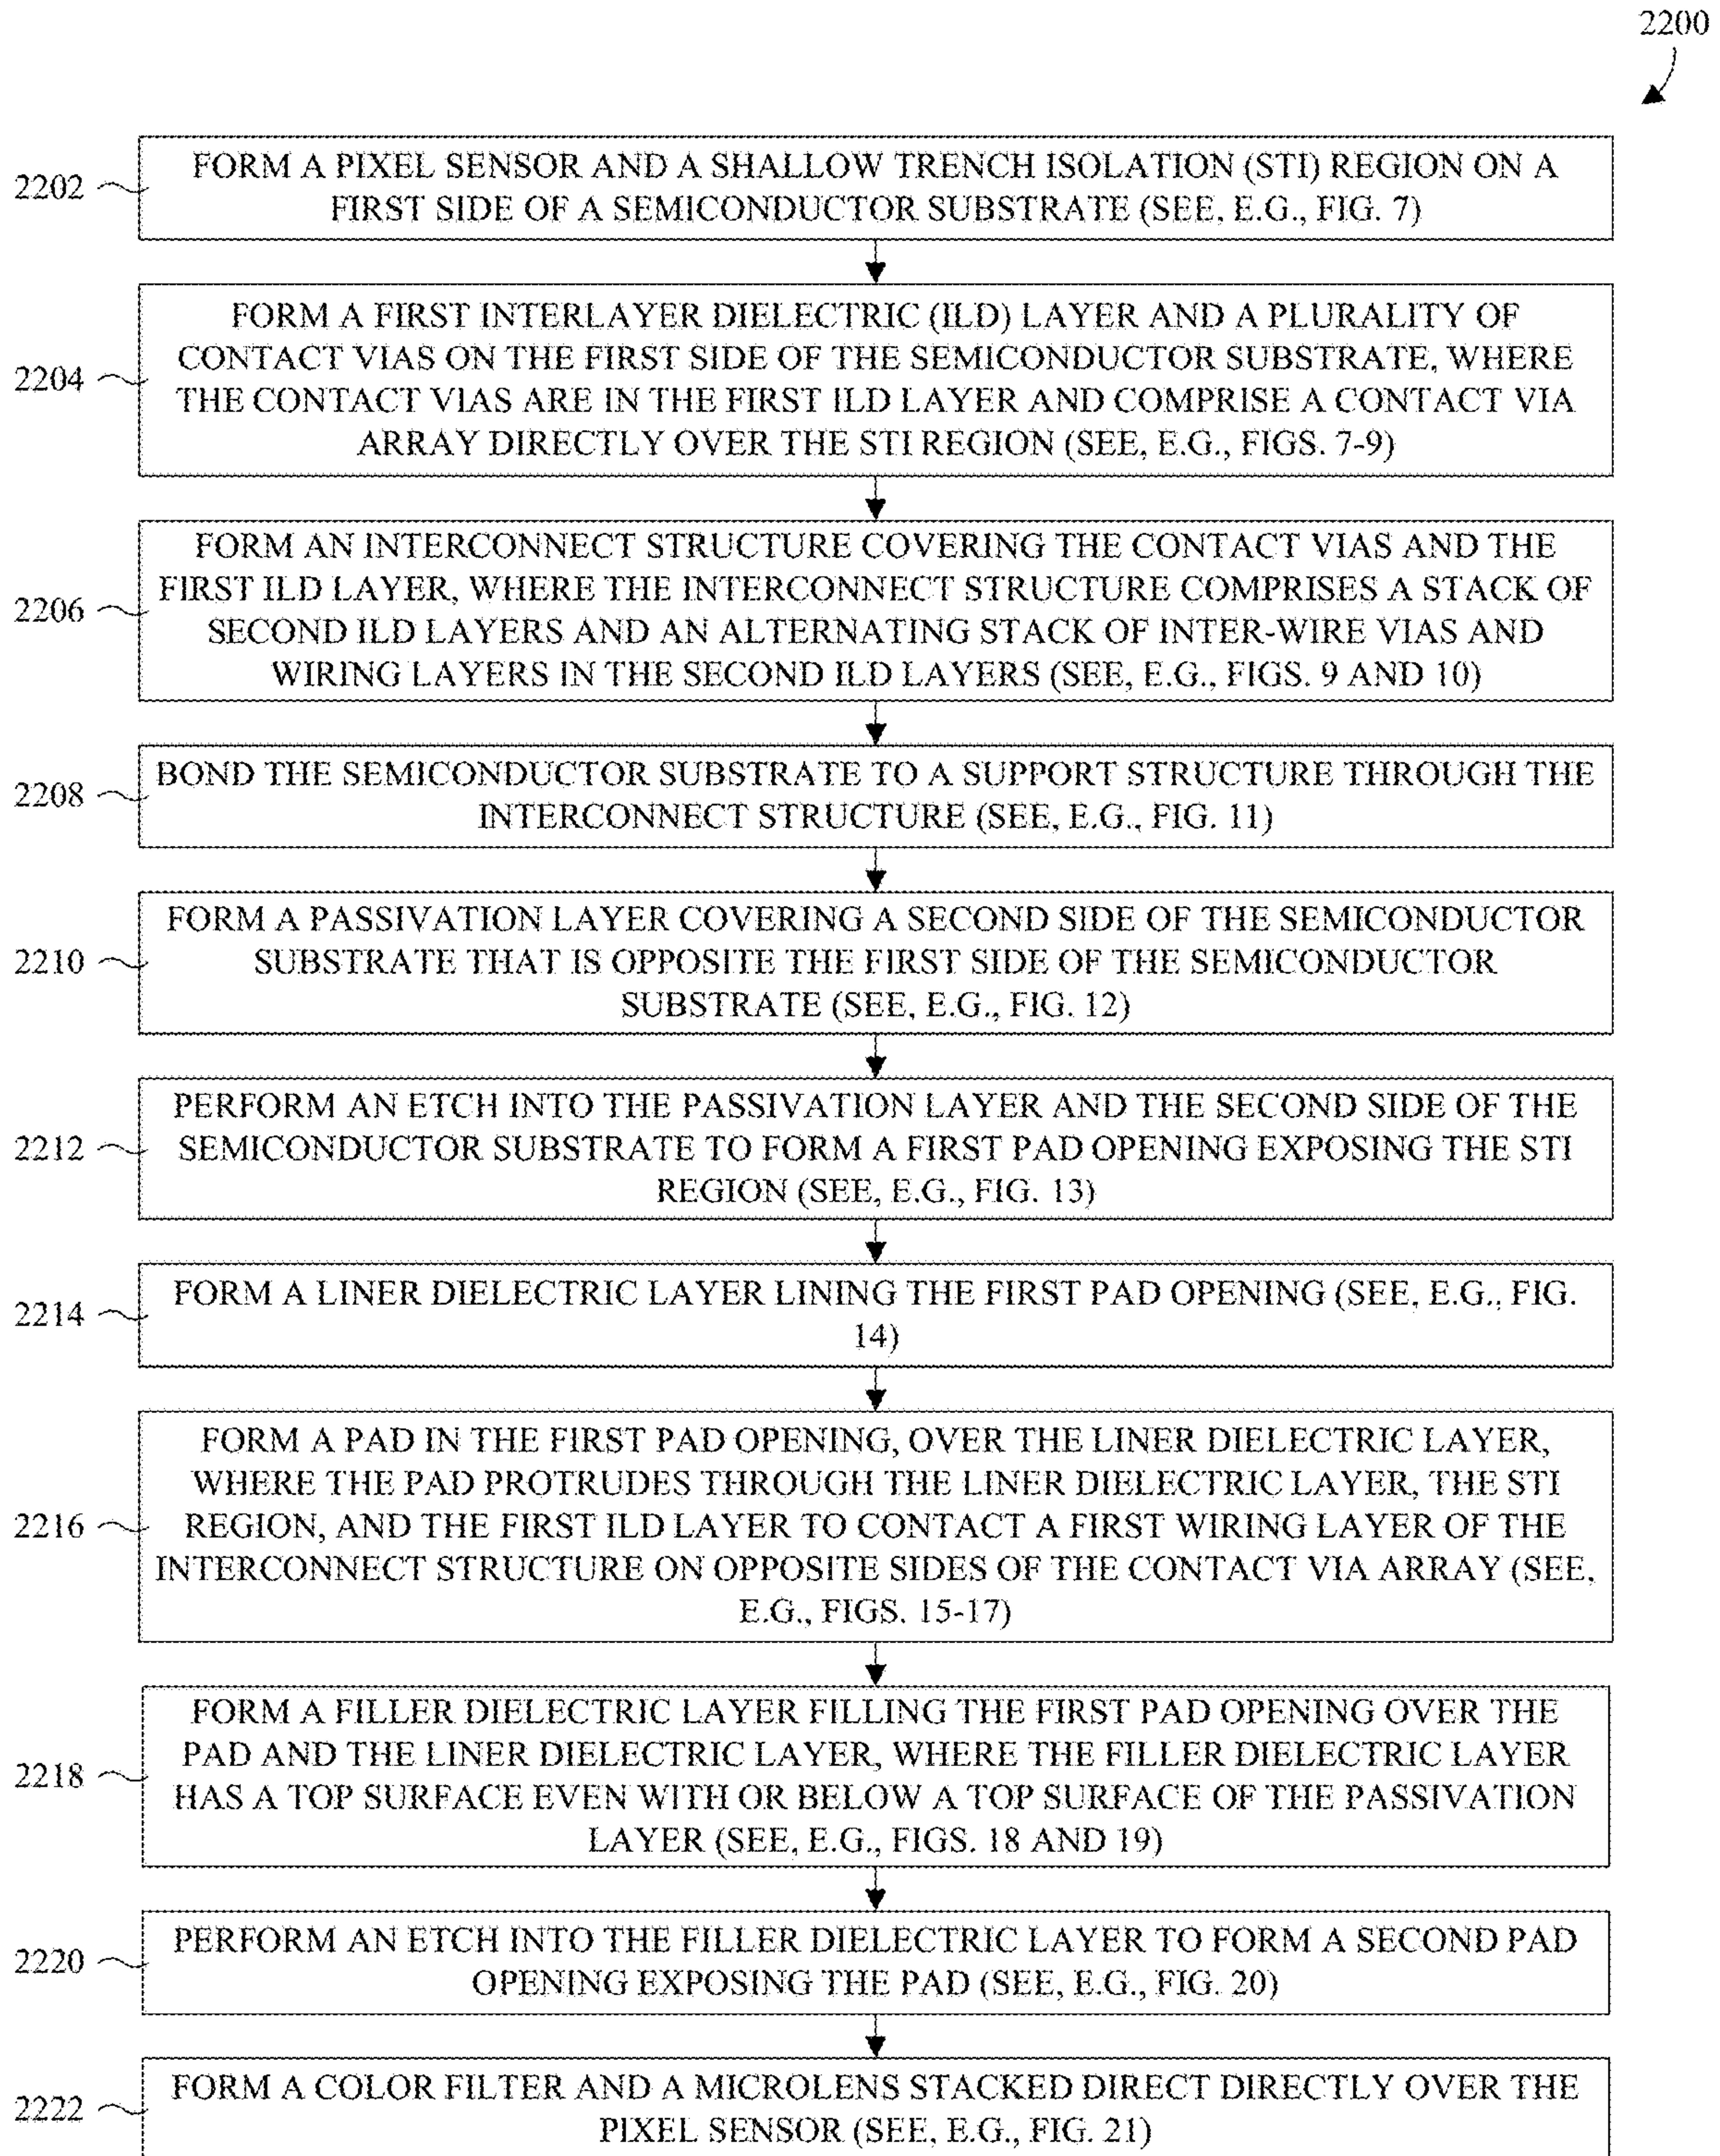 2200
2202
FORM A PIXEL SENSOR AND A SHALLOW TRENCH ISOLATION (STI) REGION ON A
FIRST SIDE OF A SEMICONDUCTOR SUBSTRATE (SEE, E.G., FIG. 7)
2204
FORM A FIRST INTERLAYER DIELECTRIC (ILD) LAYER AND A PLURALITY OF
CONTACT VIAS ON THE FIRST SIDE OF THE SEMICONDUCTOR SUBSTRATE, WHERE
THE CONTACT VIAS ARE IN THE FIRST ILD LAYER AND COMPRISE A CONTACT VIA
ARRAY DIRECTLY OVER THE STI REGION (SEE, E.G., FIGS. 7-9)
2206
FORM AN INTERCONNECT STRUCTURE COVERING THE CONTACT VIAS AND THE
FIRST ILD LAYER, WHERE THE INTERCONNECT STRUCTURE COMPRISES A STACK OF
SECOND ILD LAYERS AND AN ALTERNATING STACK OF INTER-WIRE VIAS AND
WIRING LAYERS IN THE SECOND ILD LAYERS (SEE, E.G., FIGS. 9 AND 10)
2208
BOND THE SEMICONDUCTOR SUBSTRATE TO A SUPPORT STRUCTURE THROUGH THE
INTERCONNECT STRUCTURE (SEE, E.G., FIG. 11)
2210
FORM A PASSIVATION LAYER COVERING A SECOND SIDE OF THE SEMICONDUCTOR
SUBSTRATE THAT IS OPPOSITE THE FIRST SIDE OF THE SEMICONDUCTOR
SUBSTRATE (SEE, E.G., FIG. 12)
2212
PERFORM AN ETCH INTO THE PASSIVATION LAYER AND THE SECOND SIDE OF THE
SEMICONDUCTOR SUBSTRATE TO FORM A FIRST PAD OPENING EXPOSING THE STI
REGION (SEE, E.G., FIG. 13)
2214
FORM A LINER DIELECTRIC LAYER LINING THE FIRST PAD OPENING (SEE, E.G., FIG.
14)
2216
FORM A PAD IN THE FIRST PAD OPENING, OVER THE LINER DIELECTRIC LAYER,
WHERE THE PAD PROTRUDES THROUGH THE LINER DIELECTRIC LAYER, THE STI
REGION, AND THE FIRST ILD LAYER TO CONTACT A FIRST WIRING LAYER OF THE
INTERCONNECT STRUCTURE ON OPPOSITE SIDES OF THE CONTACT VIA ARRAY (SEE,
E.G., FIGS. 15-17)
2218
FORM A FILLER DIELECTRIC LAYER FILLING THE FIRST PAD OPENING OVER THE
PAD AND THE LINER DIELECTRIC LAYER, WHERE THE FILLER DIELECTRIC LAYER
HAS A TOP SURFACE EVEN WITH OR BELOW A TOP SURFACE OF THE PASSIVATION
LAYER (SEE, E.G., FIGS. 18 AND 19)
2220
PERFORM AN ETCH INTO THE FILLER DIELECTRIC LAYER TO FORM A SECOND PAD
OPENING EXPOSING THE PAD (SEE, E.G., FIG. 20)
2222
FORM A COLOR FILTER AND A MICROLENS STACKED DIRECT DIRECTLY OVER THE
PIXEL SENSOR (SEE, E.G., FIG. 21)